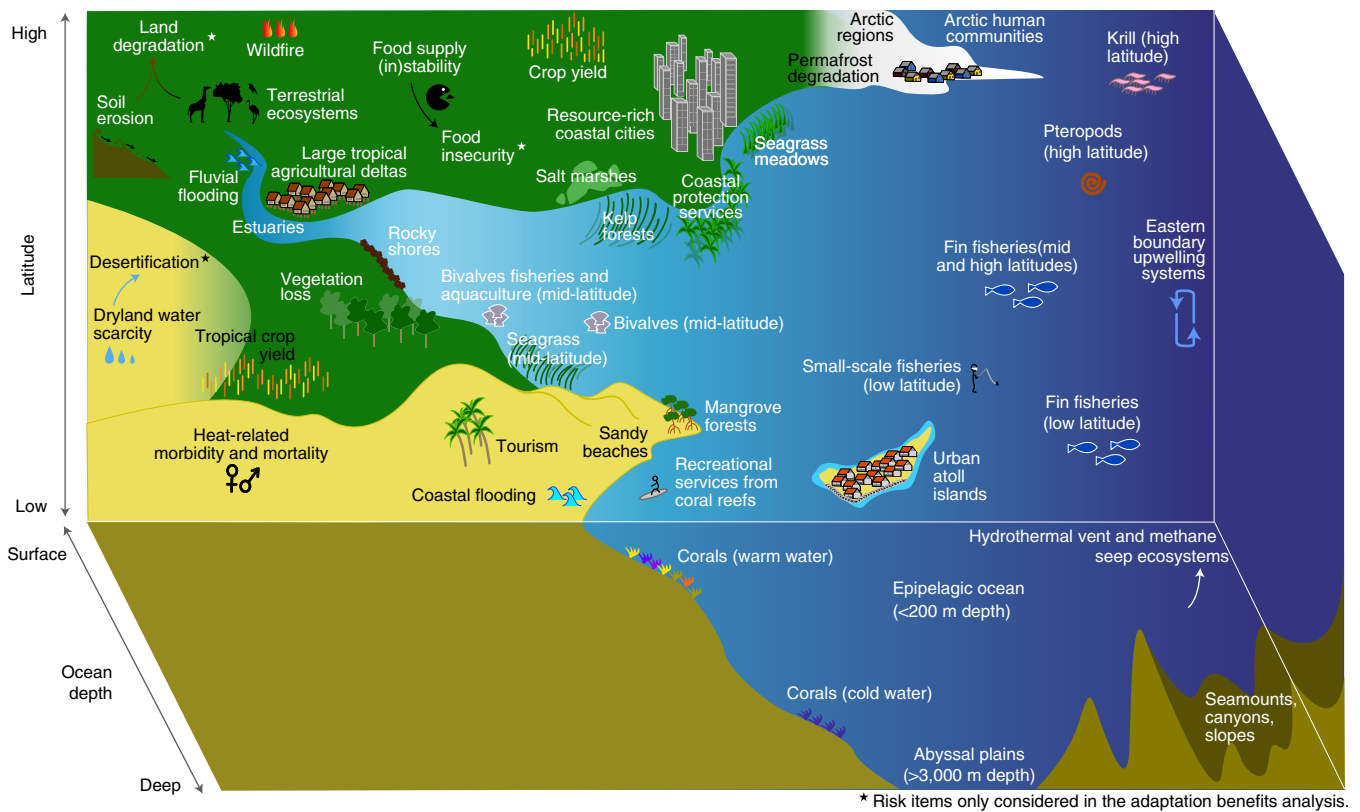 High
Latitude
Low
Surface
Ocean
depth
Deep
Land
degradation★
Wildfire
Food supply
(in)stability
Crop yield
Arctic
regions
Arctic human
communities
Permafrost
degradation
Krill (high
latitude)
Soil
erosion
Terrestrial
ecosystems
Resource-rich
coastal cities
Food
insecurity★
Seagrass
meadows
Pteropods
(high latitude)
Fluvial
flooding
Large tropical
agricultural deltas
Salt marshes
Coastal
protection
services
Estuaries
Rocky
shores
Kelp
forests
Eastern
boundary
upwelling
systems
Desertification★
Vegetation
loss
Bivalves fisheries and
aquaculture (mid-latitude)
Fin fisheries(mid
and high latitudes)
Dryland water
scarcity
Tropical crop
yield
Bivalves (mid-latitude)
Seagrass
(mid-latitude)
Small-scale fisheries
(low latitude)
Heat-related
morbidity and mortality
Tourism
Sandy
beaches
Mangrove
forests
Fin fisheries
(low latitude)
Coastal flooding
Recreational
services from
coral reefs
Urban
atoll
islands
Corals (warm water)
Hydrothermal vent and methane
seep ecosystems
Epipelagic ocean
(<200 m depth)
Corals (cold water)
Seamounts,
canyons,
slopes
Abyssal plains
(>3,000 m depth)
★ Risk items only considered in the adaptation benefits analysis.